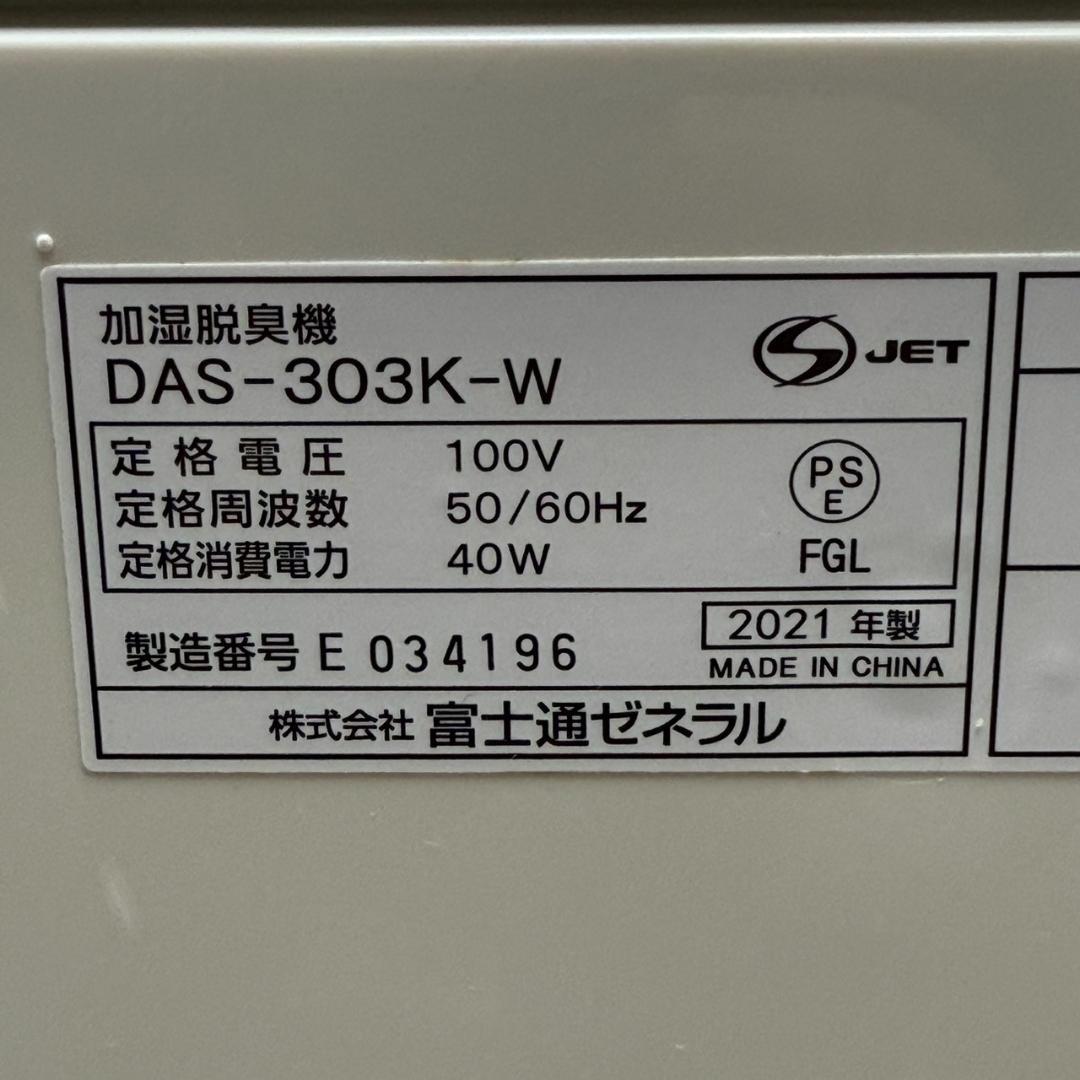 加湿脱臭機
DAS-303K-W
S JET
定格電圧 100V
定格周波数 50/60Hz
定格消費電力 40W
PS
E
FGL
製造番号 E 034196
2021 年製
MADE IN CHINA
株式会社 富士通ゼネラル